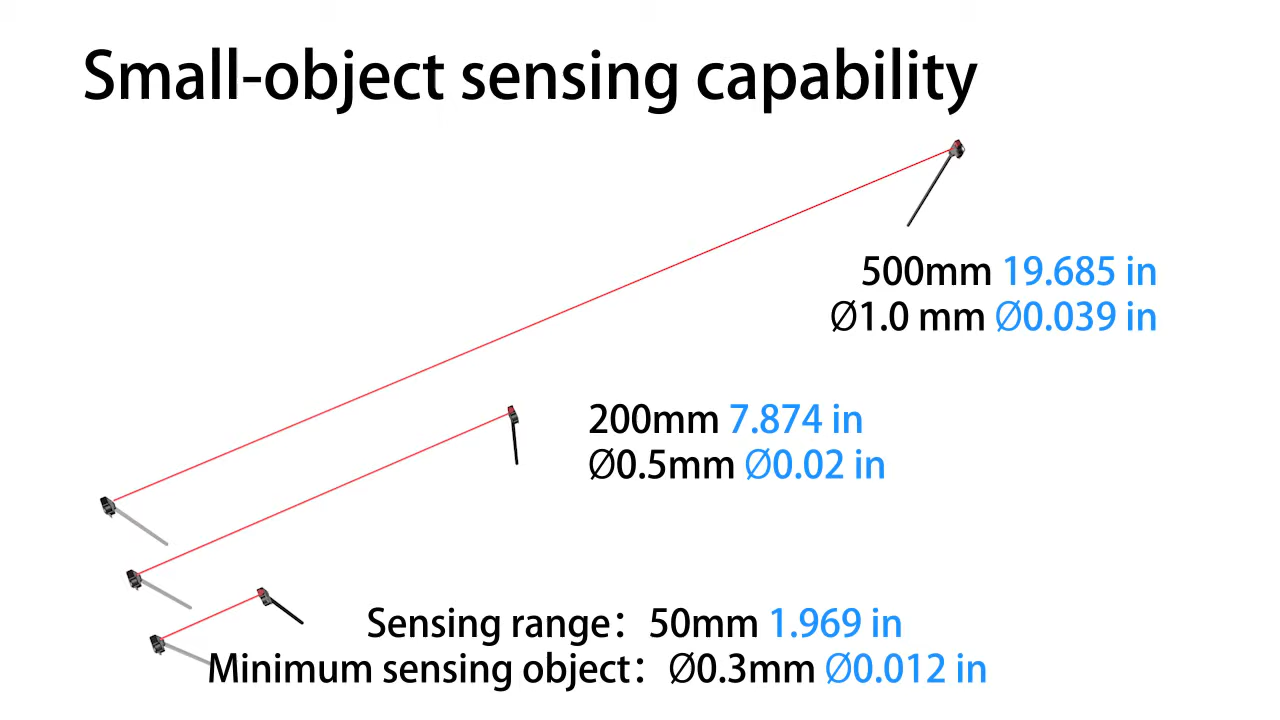 Small-object sensing capability
500mm 19.685 in
Ø1.0 mm Ø0.039 in
200mm 7.874 in
Ø0.5mm Ø0.02 in
Sensing range： 50mm 1.969 in
Minimum sensing object： Ø0.3mm Ø0.012 in